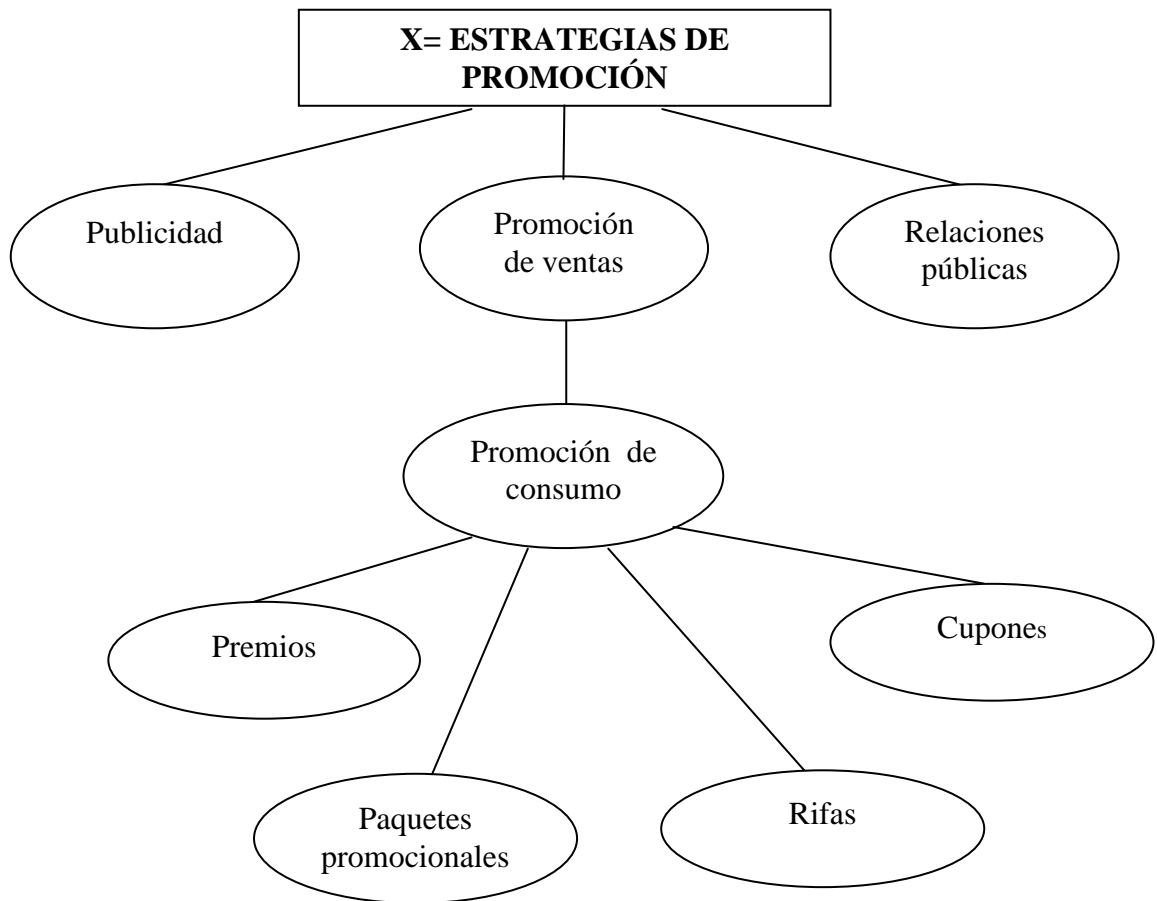 X= ESTRATEGIAS DE
PROMOCIÓN
Publicidad
Promoción
de ventas
Relaciones
públicas
Promoción de
consumo
Premios
Cupones
Paquetes
promocionales
Rifas